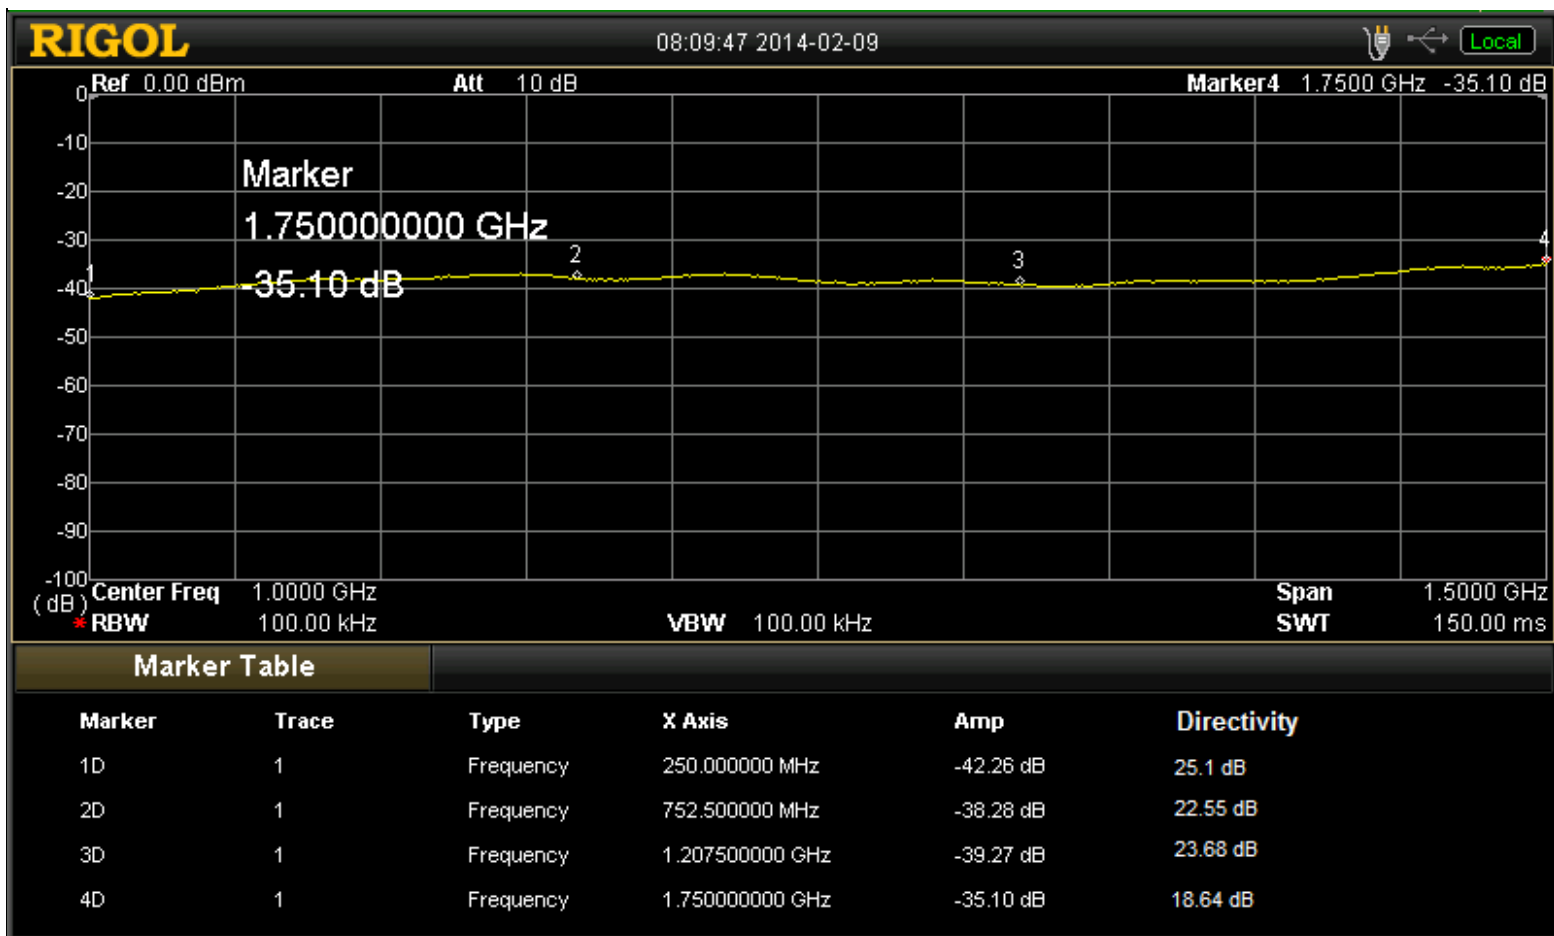 RIGOL 08:09:47 2014-02-09 Local
Ref 0.00 dBm Att 10 dB Marker4 1.7500 GHz -35.10 dB
0
-10
Marker
-20
1.750000000 GHz
-30
2
3
4
1
-40
-35.10 dB
-50
-60
-70
-80
-90
-100
(dB)
Center Freq 1.0000 GHz Span 1.5000 GHz
*RBW 100.00 kHz VBW 100.00 kHz SWT 150.00 ms
Marker Table
Marker Trace Type X Axis Amp Directivity
1D 1 Frequency 250.000000 MHz -42.26 dB 25.1 dB
2D 1 Frequency 752.500000 MHz -38.28 dB 22.55 dB
3D 1 Frequency 1.207500000 GHz -39.27 dB 23.68 dB
4D 1 Frequency 1.750000000 GHz -35.10 dB 18.64 dB